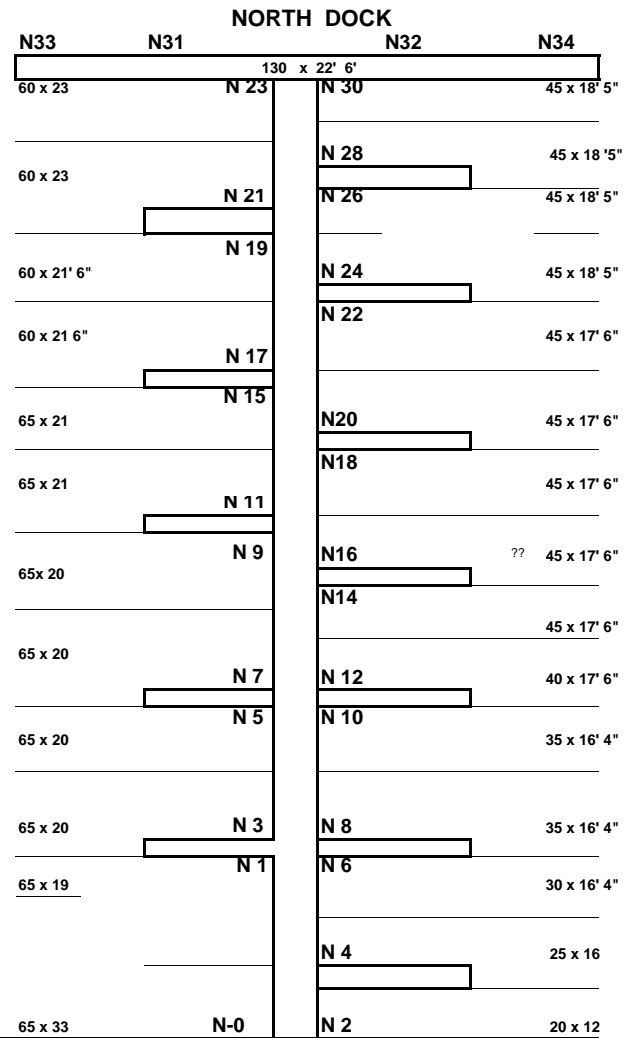 NORTH DOCK
N33 N31 N32 N34
130 x 22' 6'
60 x 23 N 23 N 30 45 x 18' 5"
N 28 45 x 18 '5"
60 x 23
N 21 N 26 45 x 18' 5"
N 19
60 x 21' 6" N 24 45 x 18' 5"
N 22
60 x 21 6" 45 x 17' 6"
N 17
N 15
65 x 21 N20 45 x 17' 6"
N18
65 x 21 45 x 17' 6"
N 11
N 9 N16 ?? 45 x 17' 6"
65x 20
N14
45 x 17' 6"
65 x 20
N 7 N 12 40 x 17' 6"
N 5 N 10
65 x 20 35 x 16' 4"
65 x 20 N 3 N 8 35 x 16' 4"
N 1 N 6
65 x 19 30 x 16' 4"
N 4 25 x 16
65 x 33 N-0 N 2 20 x 12